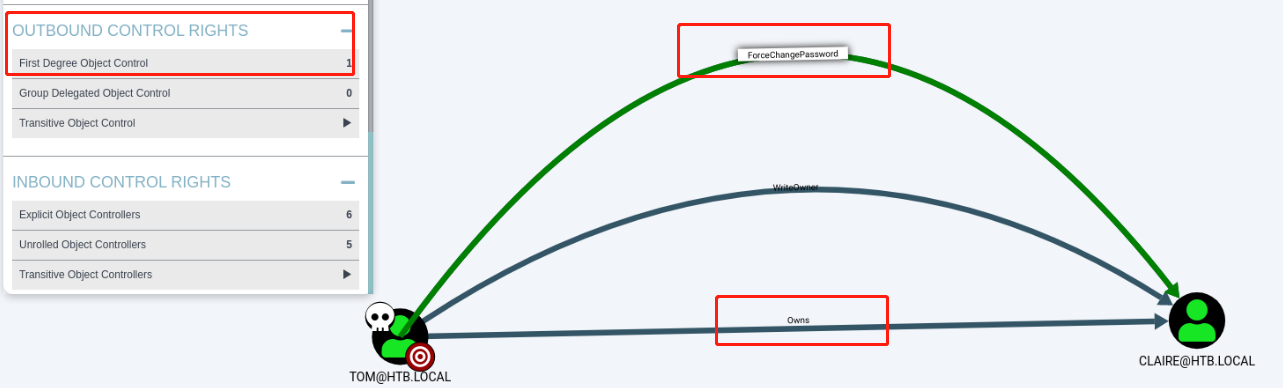 OUTBOUND CONTROL RIGHTS
First Degree Object Control 1
Group Delegated Object Control 0
Transitive Object Control
INBOUND CONTROL RIGHTS
Explicit Object Controllers 6
Unrolled Object Controllers 5
Transitive Object Controllers
ForceChangePassword
WriteOwner
Owns
TOM@HTB.LOCAL
CLAIRE@HTB.LOCAL